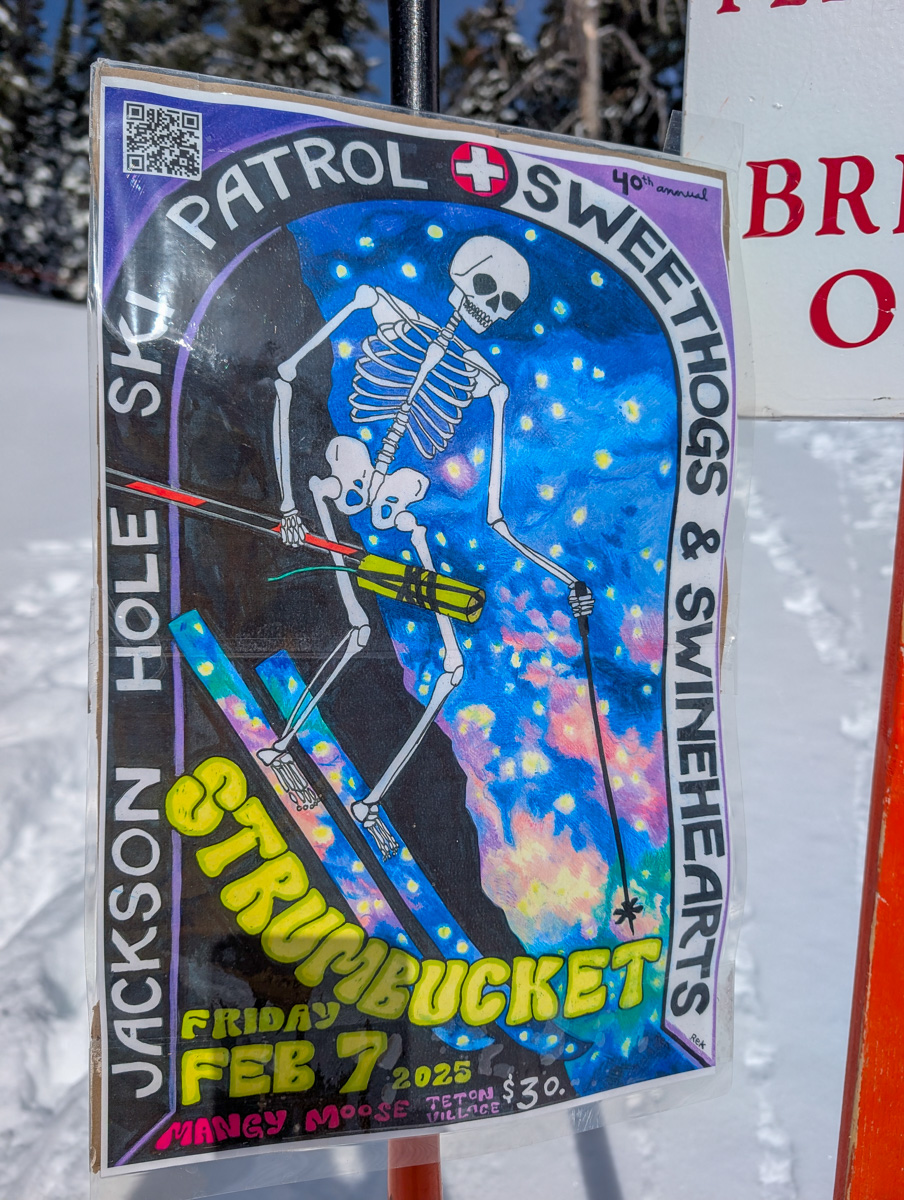 JACKSON HOLE SKI PATROL
SWEETHOGS & SWINEHEARTS
40th annual
STRUMBUCKET
FRIDAY
FEB 7 2025
MANGY MOOSE TETON VILLAGE $30.
REK
BRI
O